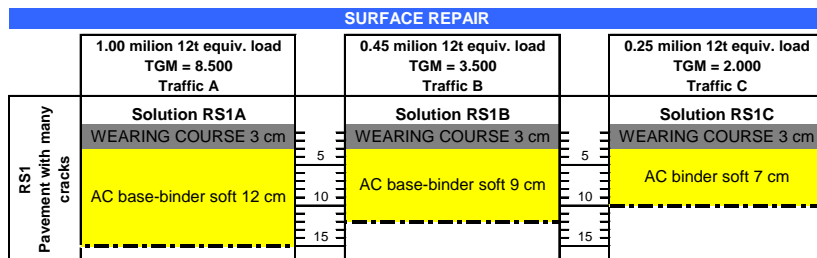 SURFACE REPAIR
1.00 milion 12t equiv. load
TGM = 8.500
Traffic A
0.45 milion 12t equiv. load
TGM = 3.500
Traffic B
0.25 milion 12t equiv. load
TGM = 2.000
Traffic C
RS1
Pavement with many
cracks
Solution RS1A
WEARING COURSE 3 cm
AC base-binder soft 12 cm
5
10
15
Solution RS1B
WEARING COURSE 3 cm
AC base-binder soft 9 cm
5
10
15
Solution RS1C
WEARING COURSE 3 cm
AC binder soft 7 cm